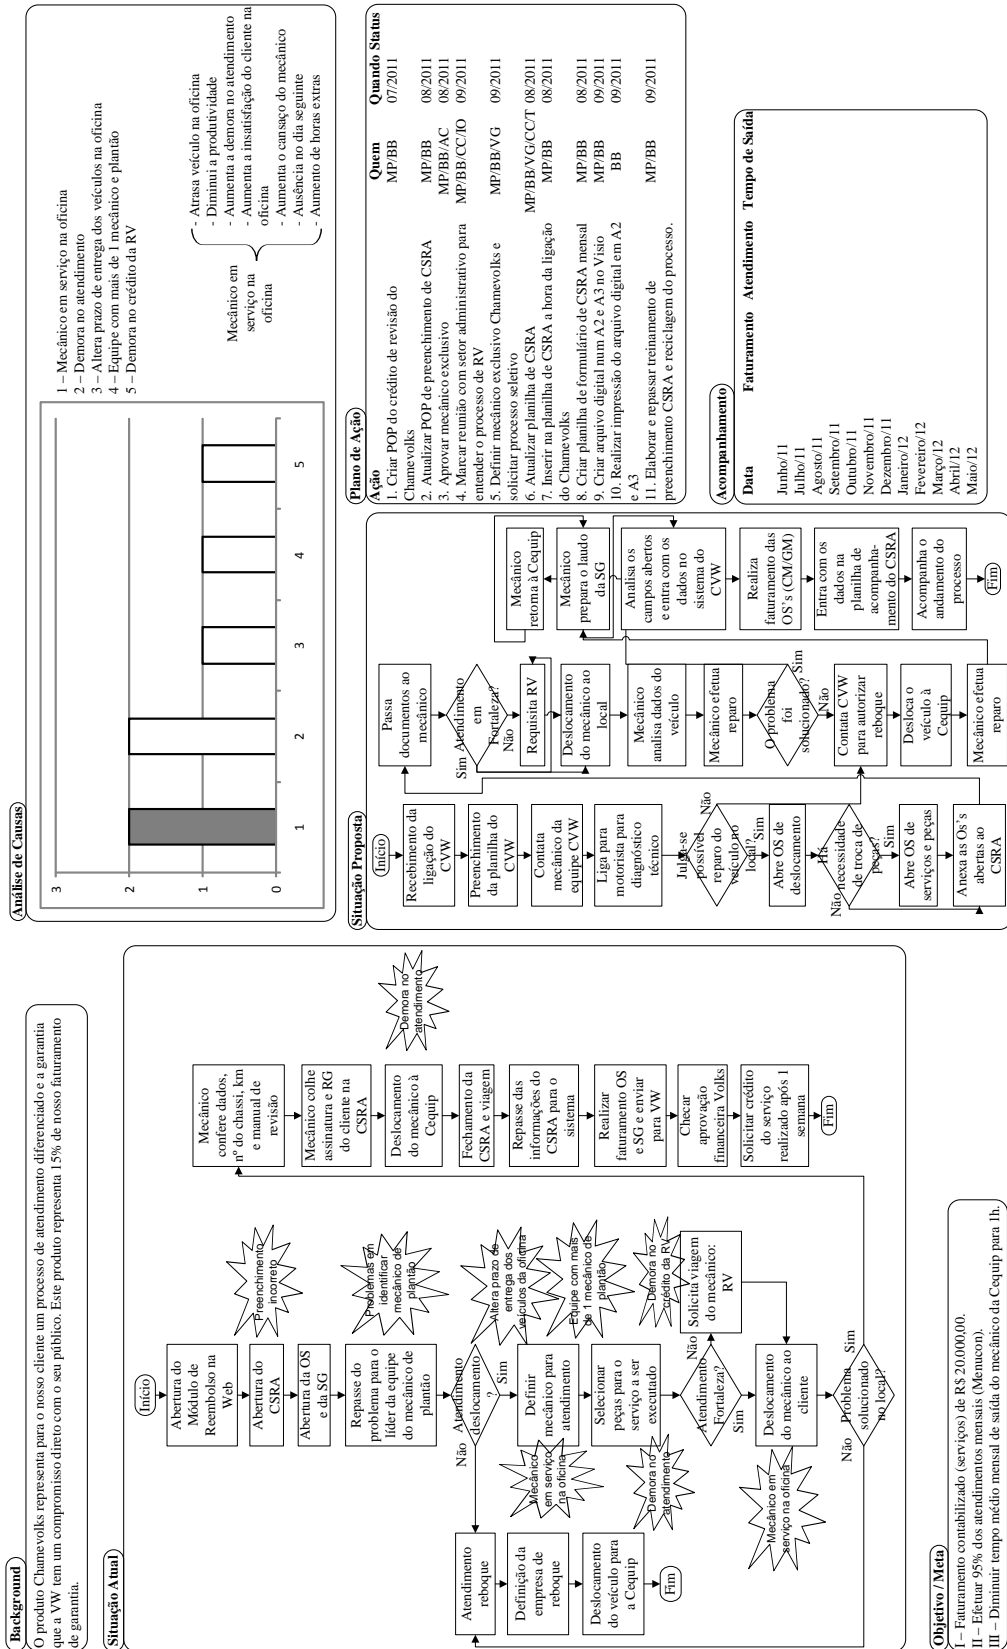 Background
O produto Chamevolks representa para o nosso cliente um processo de atendimento diferenciado e a garantia
que a VW tem um compromisso direto com o seu público. Este produto representa 15% de nosso faturamento
de garantia.
Situação Atual
Início
Abertura do
Módulo de
Reembolso na
Web
Abertura do
CSRA
Preenchimento
incorreto
Abertura da OS
e da SG
Repasse do
problema para o
líder da equipe
do mecânico de
plantão
Problemas em
identificar
mecânico de
plantão
Atendimento
deslocamento
?
Não
Sim
Altera prazo de
entrega dos
veículos da oficina
Atendimento
reboque
Definição da
empresa de
reboque
Deslocamento
do veículo para
a Cequip
Fim
Definir
mecânico para
atendimento
Mecânico
em serviço
na oficina
Equipe com mais
de 1 mecânico de
plantão
Selecionar
peças para o
serviço a ser
executado
Demora no
atendimento
Demora no
crédito da RV
Atendimento
Fortaleza?
Não
Sim
Solicita viagem
do mecânico:
RV
Deslocamento
do mecânico ao
cliente
Mecânico em
serviço na oficina
Problema
solucionado
no local?
Não
Sim
Mecânico
confere dados,
nº do chassi, km
e manual de
revisão
Mecânico colhe
assinatura e RG
do cliente na
CSRA
Deslocamento
do mecânico à
Cequip
Demora no
atendimento
Fechamento da
CSRA e viagem
Repasse das
informações do
CSRA para o
sistema
Realizar
faturamento OS
e SG e enviar
para VW
Checar
aprovação
financeira Volks
Solicitar crédito
do serviço
realizado após 1
semana
Fim
Objetivo / Meta
I – Faturamento contabilizado (serviços) de R$ 20.000,00.
II – Efetuar 95% dos atendimentos mensais (Menucon).
III – Diminuir tempo médio mensal de saída do mecânico da Cequip para 1h.
Análise de Causas
3
2
1
0
1
2
3
4
5
1 – Mecânico em serviço na oficina
2 – Demora no atendimento
3 – Altera prazo de entrega dos veículos na oficina
4 – Equipe com mais de 1 mecânico e plantão
5 – Demora no crédito da RV
Mecânico em
serviço na
oficina
- Atrasa veículo na oficina
- Diminui a produtividade
- Aumenta a demora no atendimento
- Aumenta a insatisfação do cliente na
oficina
- Aumenta o cansaço do mecânico
- Ausência no dia seguinte
- Aumento de horas extras
Situação Proposta
Início
Recebimento da
ligação do
CVW
Preenchimento
da planilha do
CVW
Contata
mecânico da
equipe CVW
Liga para
motorista para
diagnóstico
técnico
Julga-se
possível
reparo do
veículo no
local?
Não
Sim
Abre OS de
deslocamento
Há
necessidade
de troca de
peças?
Não
Sim
Abre OS de
serviços e peças
Anexa as Os's
abertas ao
CSRA
Passa
documentos ao
mecânico
Atendimento
em
Fortaleza?
Sim
Não
Requisita RV
Deslocamento
do mecânico ao
local
Mecânico
analisa dados do
veículo
Mecânico efetua
reparo
O problema
foi
solucionado?
Sim
Não
Contata CVW
para autorizar
reboque
Desloca o
veículo à
Cequip
Mecânico efetua
reparo
Mecânico
retorna à Cequip
Mecânico
prepara o laudo
da SG
Analisa os
campos abertos
e entra com os
dados no
sistema do
CVW
Realiza
faturamento das
OS's (CM/GM)
Entra com os
dados na
planilha de
acompanha-
mento do CSRA
Acompanha o
andamento do
processo
Fim
Plano de Ação
Ação Quem Quando Status
1. Criar POP do crédito de revisão do MP/BB 07/2011
Chamevolks
2. Atualizar POP de preenchimento de CSRA MP/BB 08/2011
3. Aprovar mecânico exclusivo MP/BB/AC 08/2011
4. Marcar reunião com setor administrativo para MP/BB/CC/IO 09/2011
entender o processo de RV
5. Definir mecânico exclusivo Chamevolks e MP/BB/VG 09/2011
solicitar processo seletivo
6. Atualizar planilha de CSRA MP/BB/VG/CC/T 08/2011
7. Inserir na planilha de CSRA a hora da ligação MP/BB 08/2011
do Chamevolks
8. Criar planilha de formulário de CSRA mensal MP/BB 08/2011
9. Criar arquivo digital num A2 e A3 no Visio MP/BB 09/2011
10. Realizar impressão do arquivo digital em A2 BB 09/2011
e A3
11. Elaborar e repassar treinamento de MP/BB 09/2011
preenchimento CSRA e reciclagem do processo.
Acompanhamento
Data Faturamento Atendimento Tempo de Saída
Junho/11
Julho/11
Agosto/11
Setembro/11
Outubro/11
Novembro/11
Dezembro/11
Janeiro/12
Fevereiro/12
Março/12
Abril/12
Maio/12